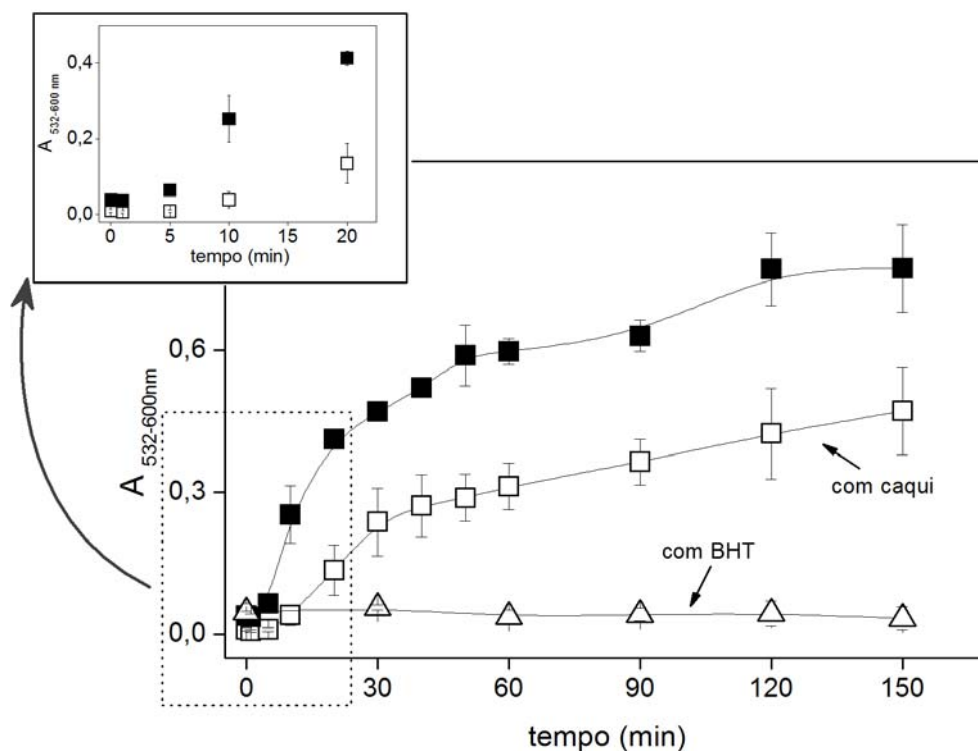 0,4
0,2
0,0
A 532-600 nm
0 5 10 15 20
tempo (min)
0,6
0,3
0,0
A 532-600nm
com caqui
com BHT
0 30 60 90 120 150
tempo (min)